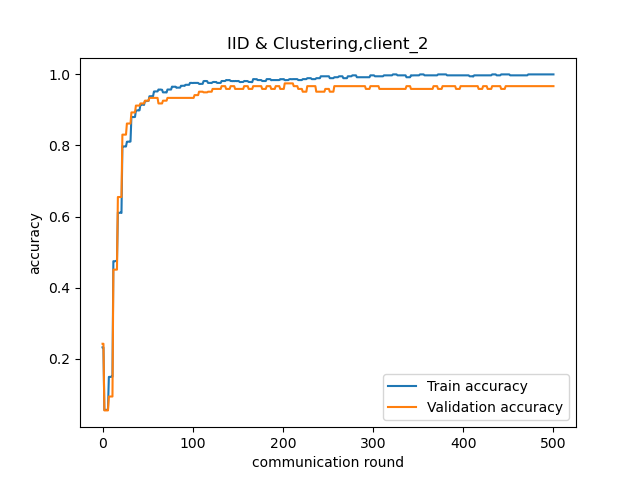 IID & Clustering,client_2
1.0
0.8
0.6
0.4
0.2
accuracy
0
100
200
300
400
500
communication round
Train accuracy
Validation accuracy